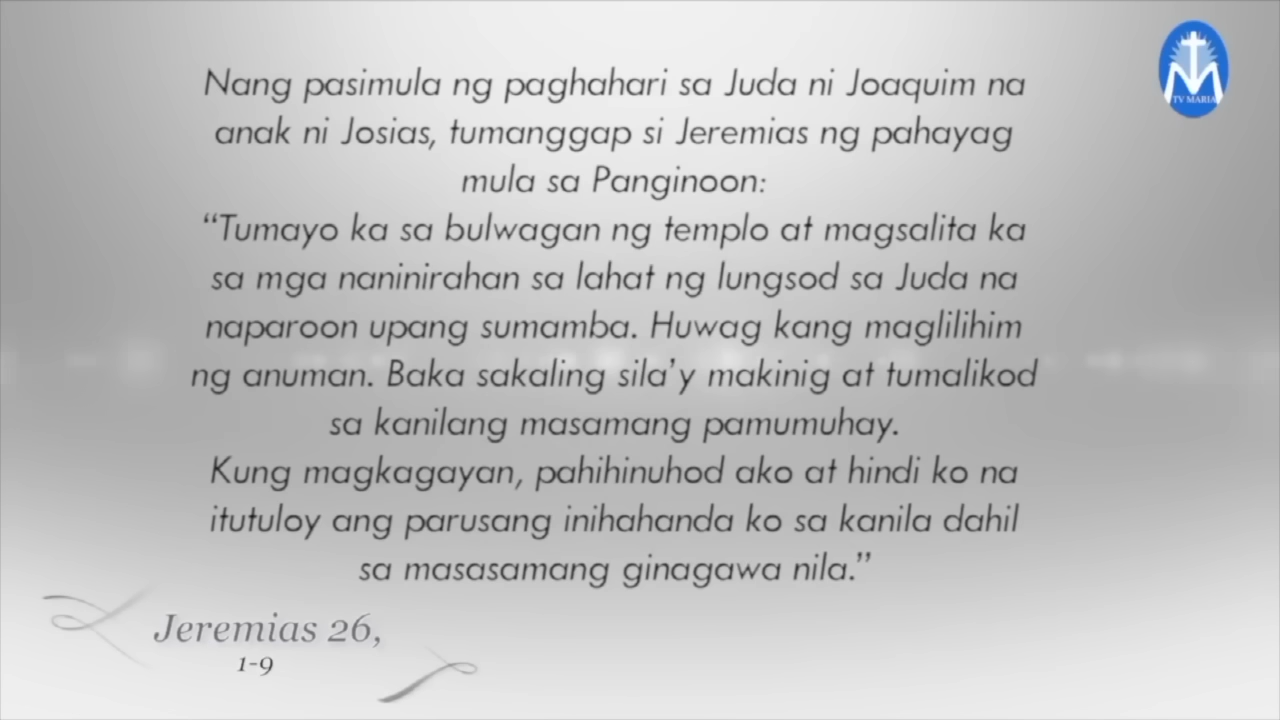 Nang pasimula ng paghahari sa Juda ni Joaquim na
anak ni Josias, tumanggap si Jeremias ng pahayag
mula sa Panginoon:
“Tumayo ka sa bulwagan ng templo at magsalita ka
sa mga naninirahan sa lahat ng lungsod sa Juda na
naparoon upang sumamba. Huwag kang maglilihim
ng anuman. Baka sakaling sila’y makinig at tumalikod
sa kanilang masamang pamumuhay.
Kung magkagayan, pahihinuhod ako at hindi ko na
itutuloy ang parusang inihahanda ko sa kanila dahil
sa masasamang ginagawa nila.”
Jeremias 26,
1-9
TV MARIA